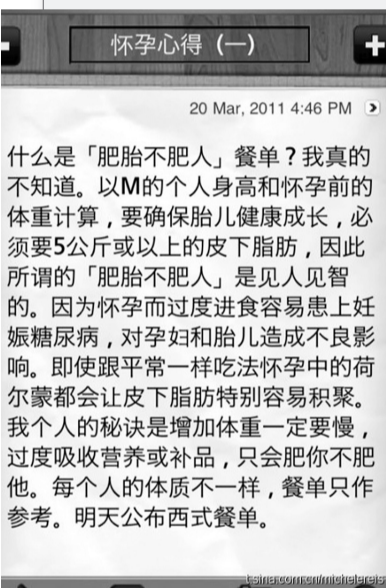 怀孕心得（一）
20 Mar, 2011 4:46 PM
什么是「肥胎不肥人」餐单？我真的
不知道。以M的个人身高和怀孕前的
体重计算，要确保胎儿健康成长，必
须要5公斤或以上的皮下脂肪，因此
所谓的「肥胎不肥人」是见人见智
的。因为怀孕而过度进食容易患上妊
娠糖尿病，对孕妇和胎儿造成不良影
响。即使跟平常一样吃法怀孕中的荷
尔蒙都会让皮下脂肪特别容易积聚。
我个人的秘诀是增加体重一定要慢，
过度吸收营养或补品，只会肥你不肥
他。每个人的体质不一样，餐单只作
参考。明天公布西式餐单。
t.sina.com.cn/michelereis